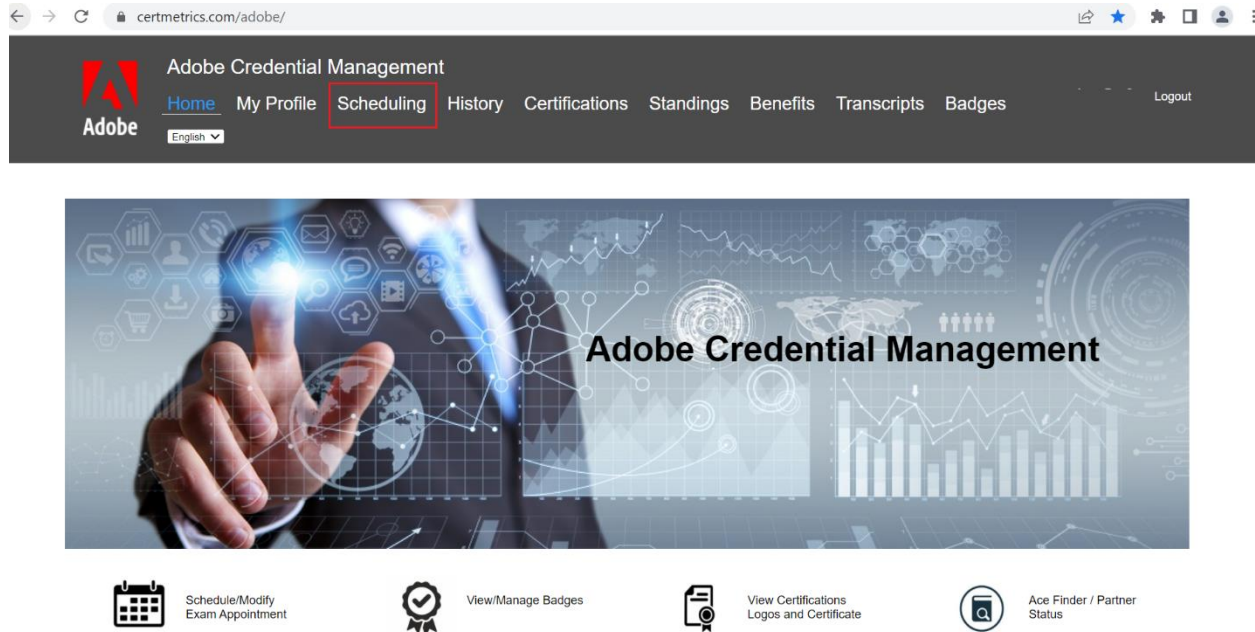 certmetrics.com/adobe/
Adobe Credential Management
Home My Profile Scheduling History Certifications Standings Benefits Transcripts Badges Logout
Adobe
English
Adobe Credential Management
Schedule/Modify
Exam Appointment
View/Manage Badges
View Certifications
Logos and Certificate
Ace Finder / Partner
Status